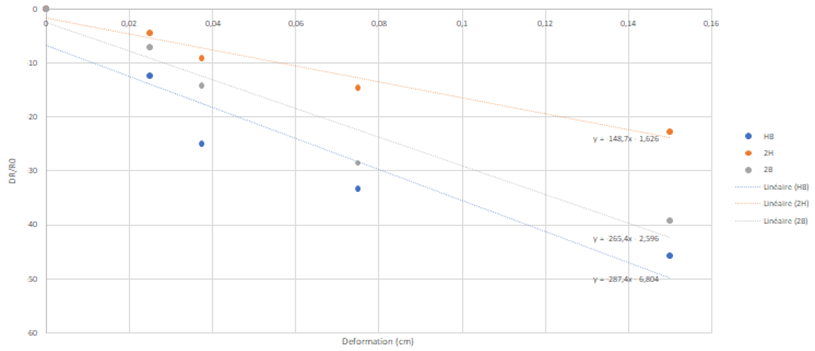 0
0
0,02
0,04
0,06
0,08
0,1
0,12
0,14
0,16
10
20
30
40
50
60
DR/R0
y = 148,7x 1,626
y = 265,4x 2,596
y = 287,4x 6,804
Deformation (cm)
HB
2H
2B
Linéaire (HB)
Linéaire (2H)
Linéaire (2B)